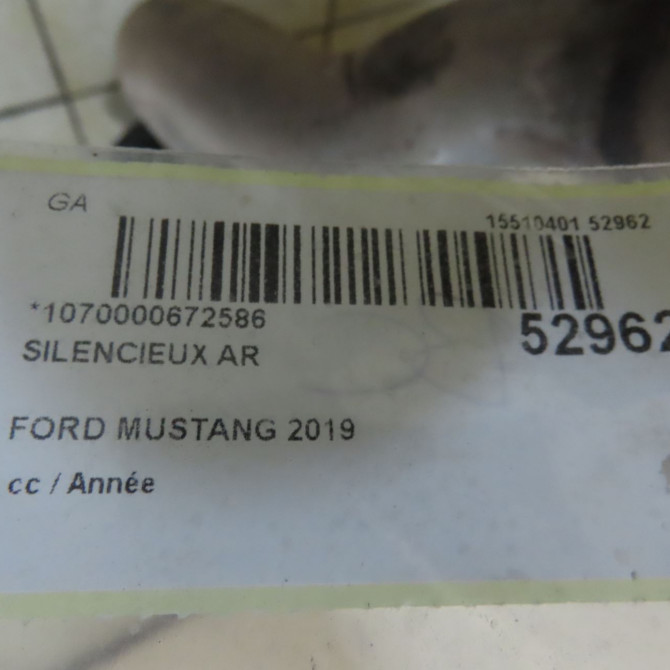 GA
15510401 52962
*1070000672586
52962
SILENCIEUX AR
FORD MUSTANG 2019
cc / Année